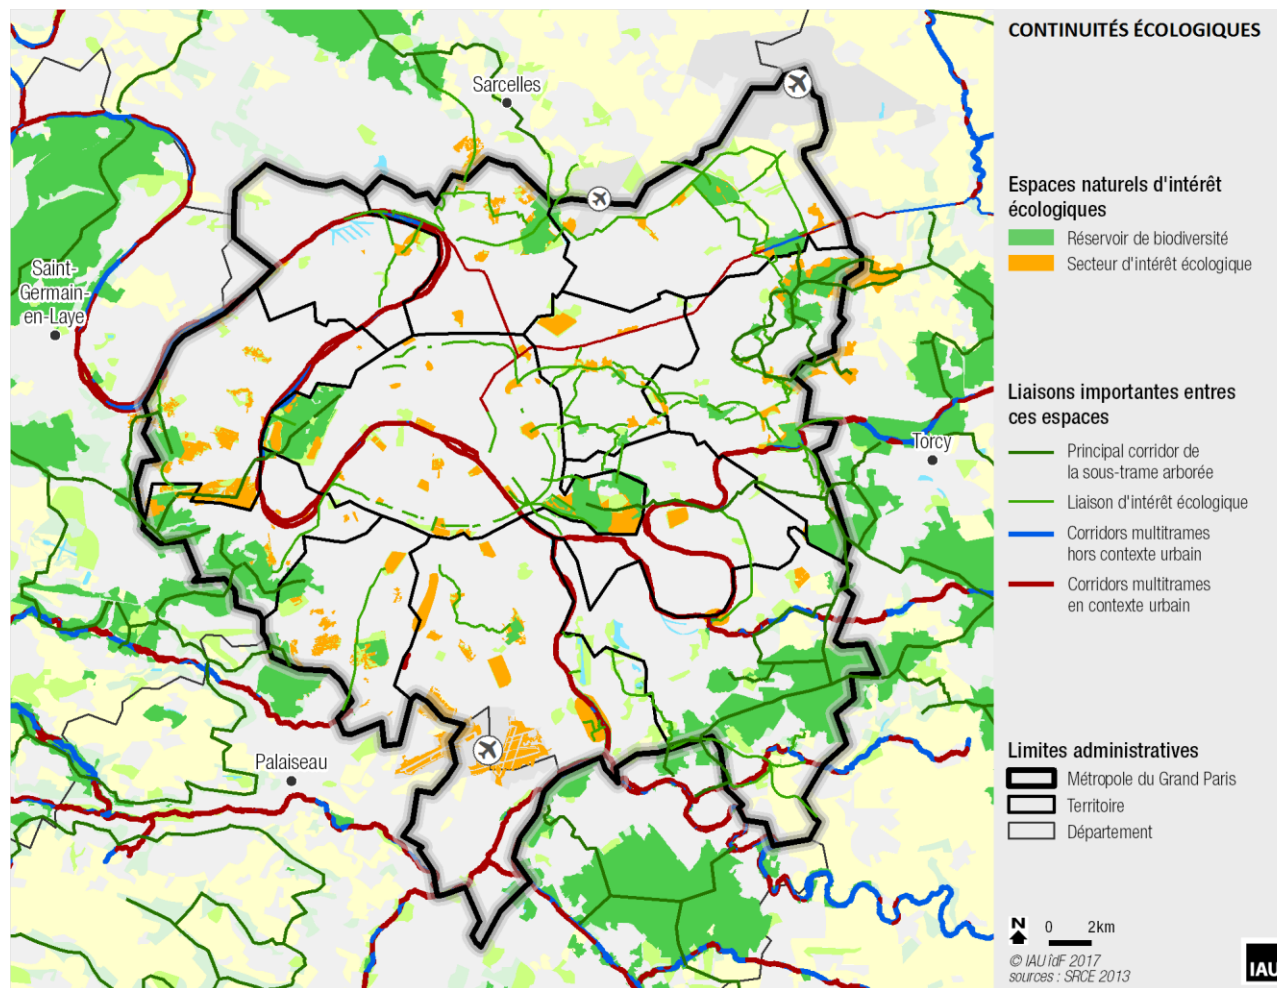 CONTINUITÉS ÉCOLOGIQUES
Sarcelles
Saint-
Germain-
en-Laye
Torcy
Palaiseau
Espaces naturels d'intérêt
écologiques
Réservoir de biodiversité
Secteur d'intérêt écologique
Liaisons importantes entres
ces espaces
Principal corridor de
la sous-trame arborée
Liaison d'intérêt écologique
Corridors multitrames
hors contexte urbain
Corridors multitrames
en contexte urbain
Limites administratives
Métropole du Grand Paris
Territoire
Département
N
0 2km
© IAU îdF 2017
sources : SRCE 2013
IAU